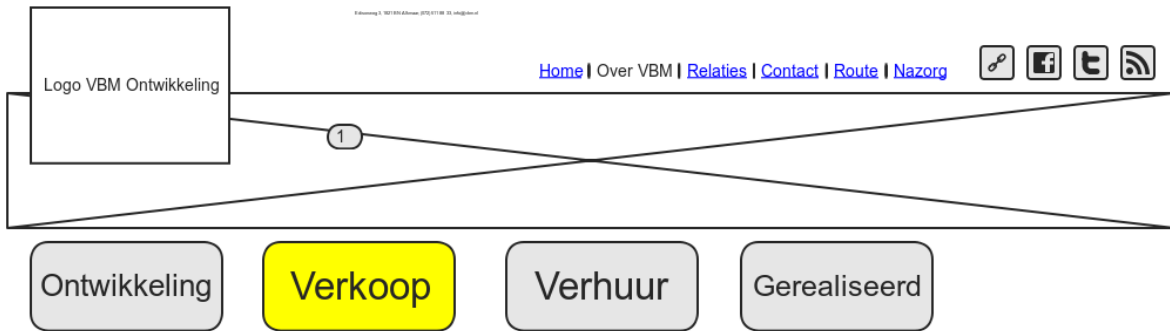 Logo VBM Ontwikkeling
Home | Over VBM | Relaties | Contact | Route | Nazorg
1
Ontwikkeling
Verkoop
Verhuur
Gerealiseerd